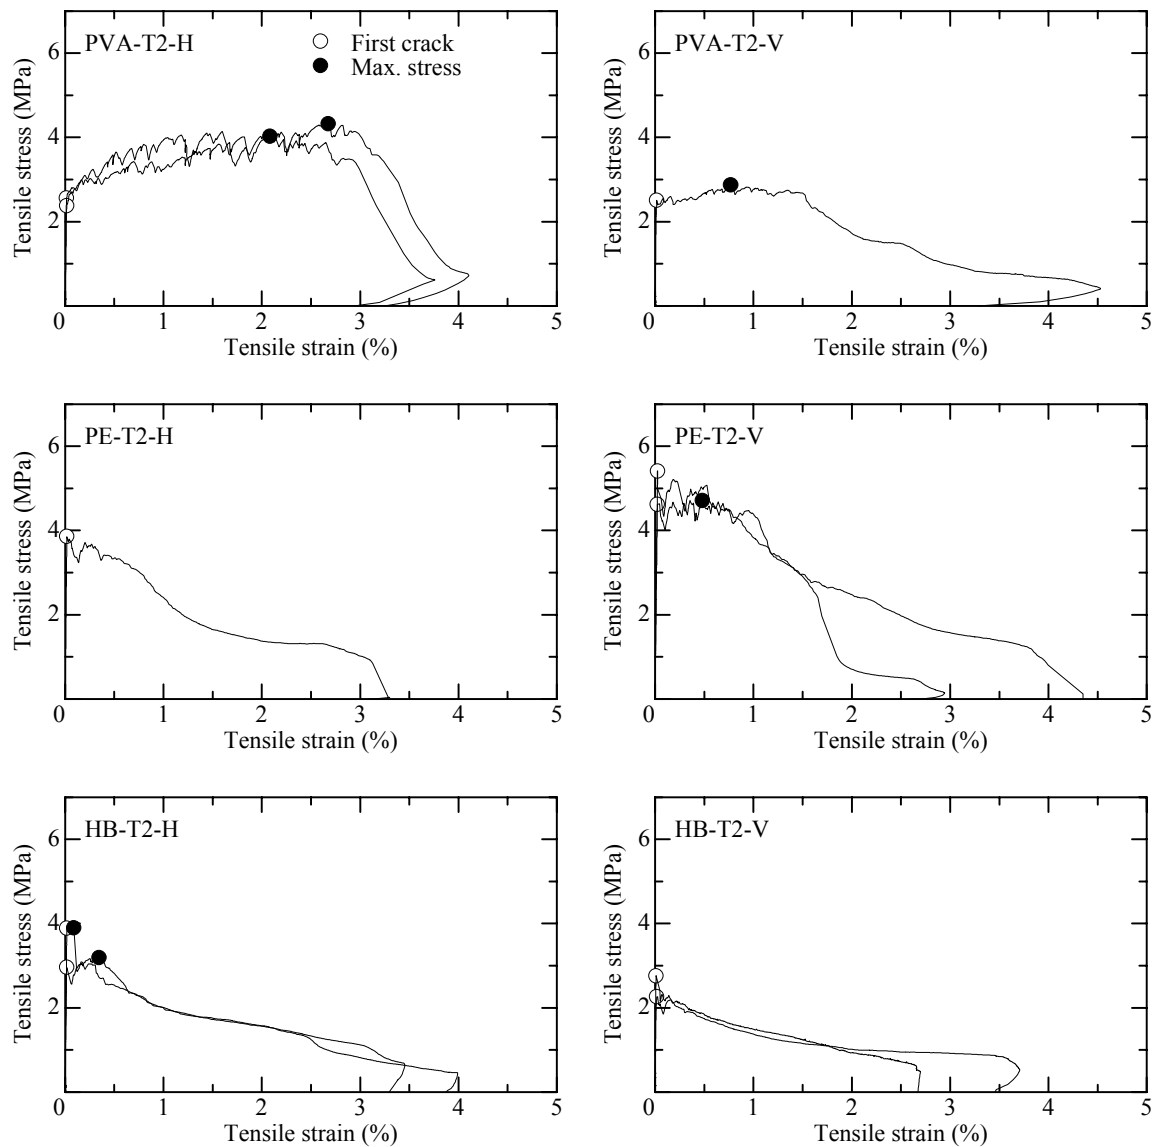 PVA-T2-H
First crack
Max. stress
Tensile stress (MPa)
6
4
2
0 1 2 3 4 5
Tensile strain (%)
PVA-T2-V
Tensile stress (MPa)
6
4
2
0 1 2 3 4 5
Tensile strain (%)
PE-T2-H
Tensile stress (MPa)
6
4
2
0 1 2 3 4 5
Tensile strain (%)
PE-T2-V
Tensile stress (MPa)
6
4
2
0 1 2 3 4 5
Tensile strain (%)
HB-T2-H
Tensile stress (MPa)
6
4
2
0 1 2 3 4 5
Tensile strain (%)
HB-T2-V
Tensile stress (MPa)
6
4
2
0 1 2 3 4 5
Tensile strain (%)